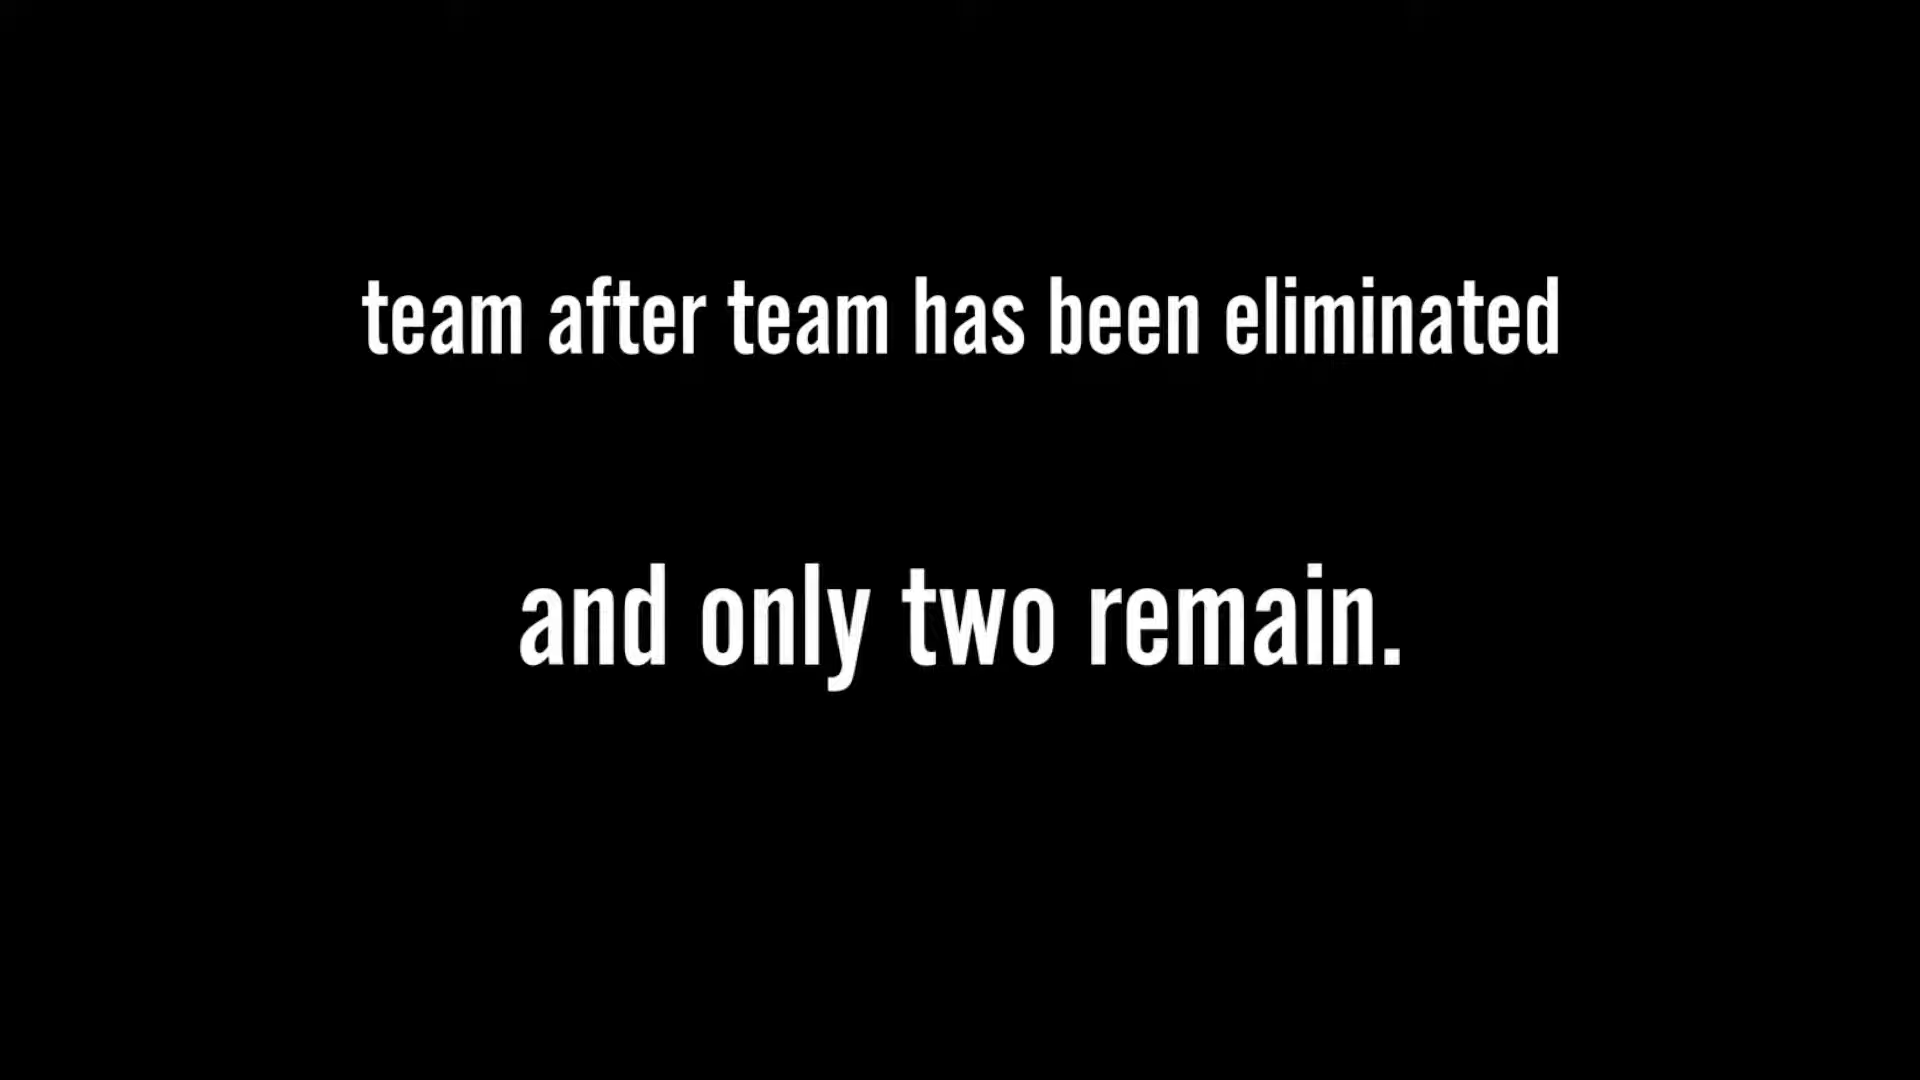 team after team has been eliminated
and only two remain.